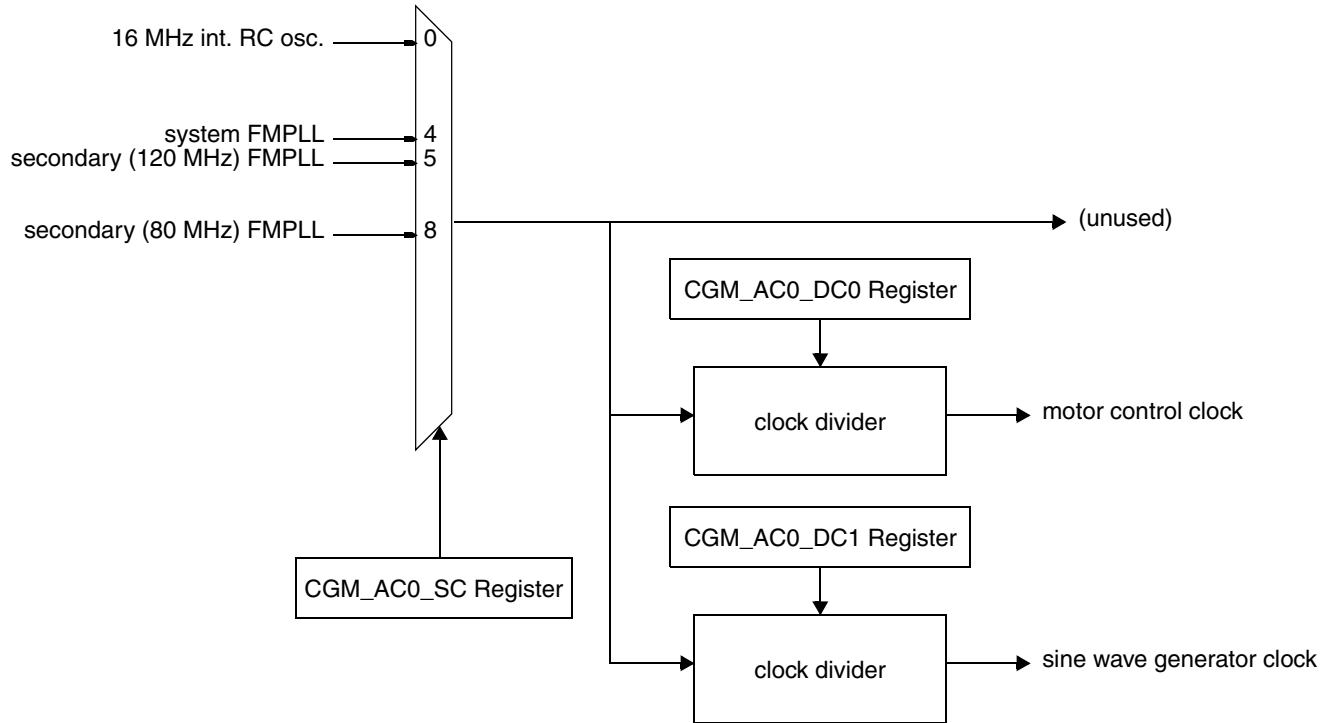 16 MHz int. RC osc.
0
system FMPLL
4
secondary (120 MHz) FMPLL
5
secondary (80 MHz) FMPLL
8
(unused)
CGM_AC0_DC0 Register
clock divider
motor control clock
CGM_AC0_DC1 Register
CGM_AC0_SC Register
clock divider
sine wave generator clock